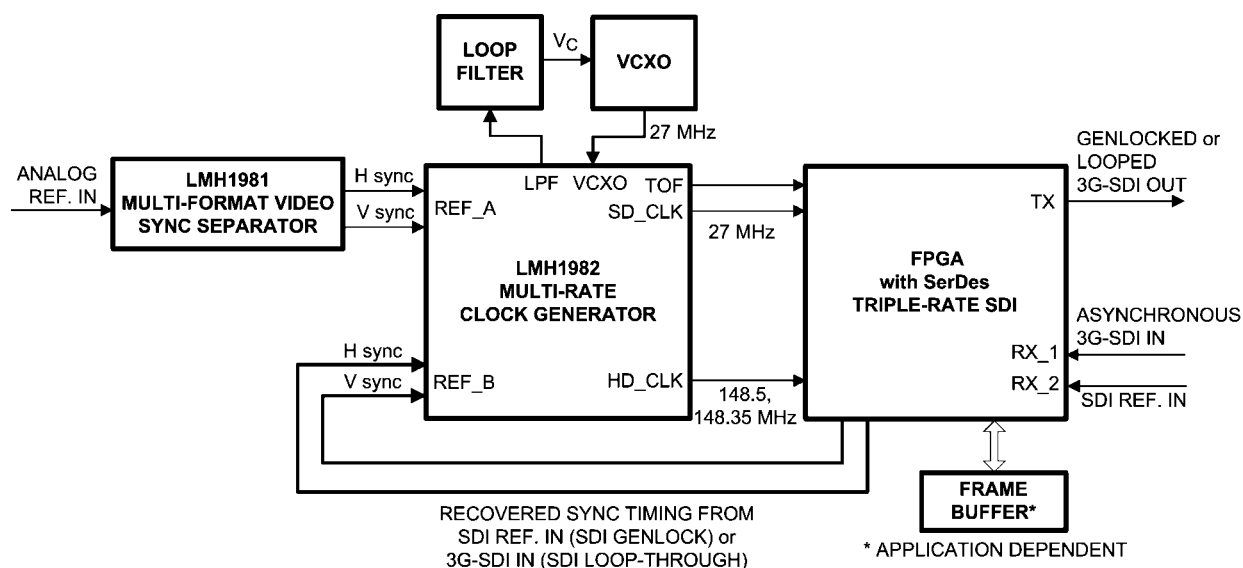 LOOP
FILTER
VC
VCXO
27 MHz
ANALOG
REF. IN
LMH1981
MULTI-FORMAT VIDEO
SYNC SEPARATOR
H sync
V sync
LPF VCXO
REF_A
TOF
SD_CLK
27 MHz
LMH1982
MULTI-RATE
CLOCK GENERATOR
H sync
V sync
REF_B
HD_CLK
148.5,
148.35 MHz
FPGA
with SerDes
TRIPLE-RATE SDI
TX
GENLOCKED or
LOOPED
3G-SDI OUT
ASYNCHRONOUS
3G-SDI IN
RX_1
RX_2
SDI REF. IN
FRAME
BUFFER*
* APPLICATION DEPENDENT
RECOVERED SYNC TIMING FROM
SDI REF. IN (SDI GENLOCK) or
3G-SDI IN (SDI LOOP-THROUGH)